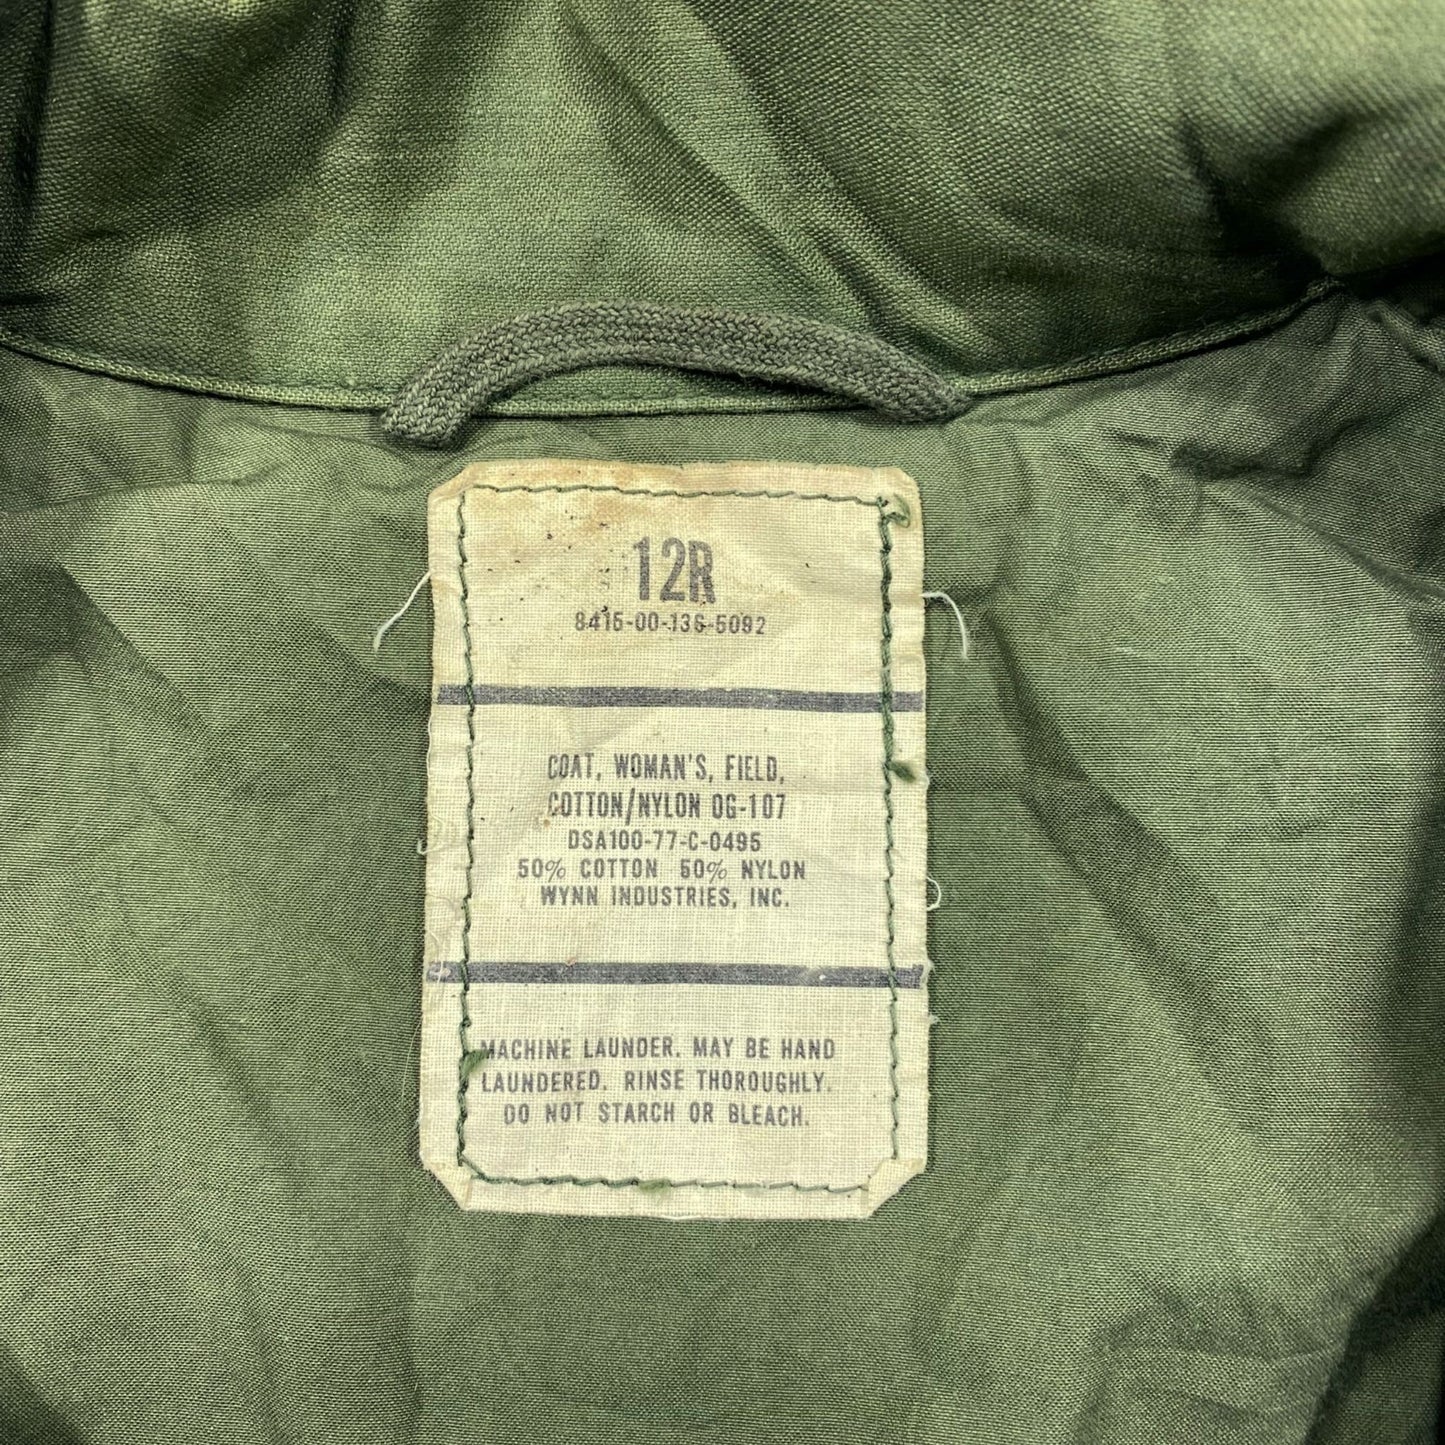 12R
8415-00-136-5092
COAT, WOMAN'S, FIELD,
COTTON/NYLON OG-107
DSA100-77-C-0495
50% COTTON 50% NYLON
WYNN INDUSTRIES, INC.
MACHINE LAUNDER. MAY BE HAND
LAUNDERED. RINSE THOROUGHLY.
DO NOT STARCH OR BLEACH.